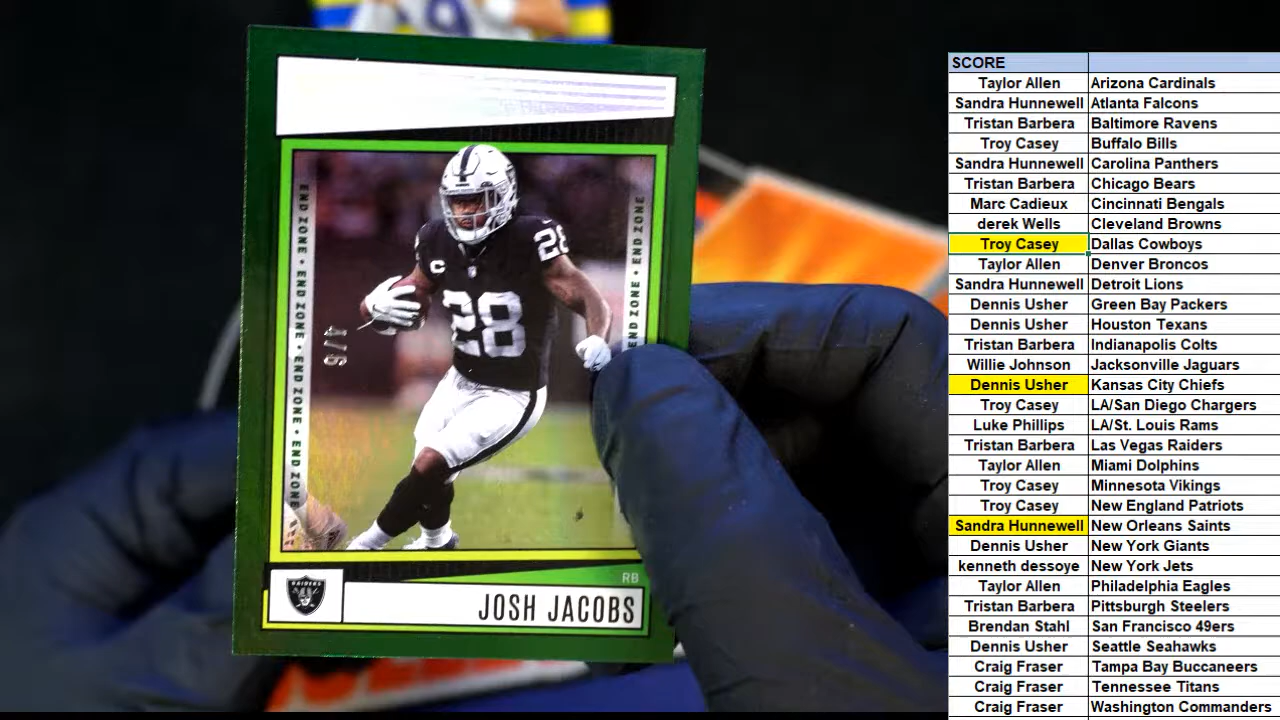 9
END ZONE • END ZONE • END ZONE • END ZONE
END ZONE • END ZONE
4/6
C
28
28
RAIDERS
RB
JOSH JACOBS
SCORE
Taylor Allen Arizona Cardinals
Sandra Hunnewell Atlanta Falcons
Tristan Barbera Baltimore Ravens
Troy Casey Buffalo Bills
Sandra Hunnewell Carolina Panthers
Tristan Barbera Chicago Bears
Marc Cadieux Cincinnati Bengals
derek Wells Cleveland Browns
Troy Casey Dallas Cowboys
Taylor Allen Denver Broncos
Sandra Hunnewell Detroit Lions
Dennis Usher Green Bay Packers
Dennis Usher Houston Texans
Tristan Barbera Indianapolis Colts
Willie Johnson Jacksonville Jaguars
Dennis Usher Kansas City Chiefs
Troy Casey LA/San Diego Chargers
Luke Phillips LA/St. Louis Rams
Tristan Barbera Las Vegas Raiders
Taylor Allen Miami Dolphins
Troy Casey Minnesota Vikings
Troy Casey New England Patriots
Sandra Hunnewell New Orleans Saints
Dennis Usher New York Giants
kenneth dessoye New York Jets
Taylor Allen Philadelphia Eagles
Tristan Barbera Pittsburgh Steelers
Brendan Stahl San Francisco 49ers
Dennis Usher Seattle Seahawks
Craig Fraser Tampa Bay Buccaneers
Craig Fraser Tennessee Titans
Craig Fraser Washington Commanders